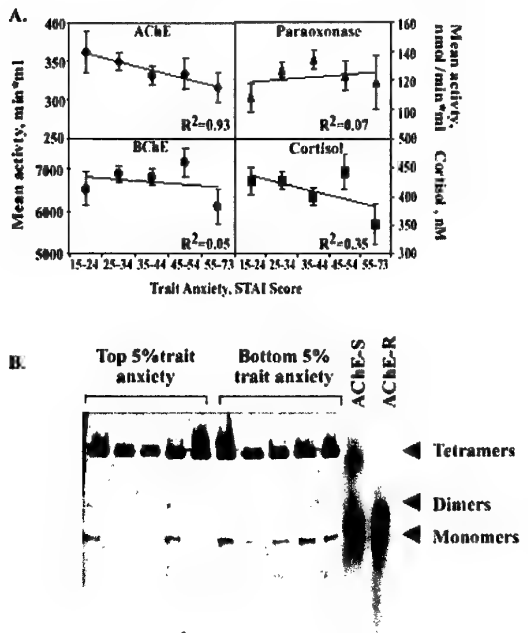 A.
AChE
Paraoxonase
BChE
Cortisol
Mean activty, min*ml
400
350
300
250
7000
6000
5000
R²=0.93
R²=0.07
R²=0.05
R²=0.35
160
140
120
100
500
450
400
350
300
Mean activity, nmol/min*ml
Cortisol, nM
15-24 25-34 35-44 45-54 55-73 15-24 25-34 35-44 45-54 55-73
Trait Anxiety, STAI Score
B.
Top 5%trait
anxiety
Bottom 5%
trait anxiety
AChE-S
AChE-R
Tetramers
Dimers
Monomers